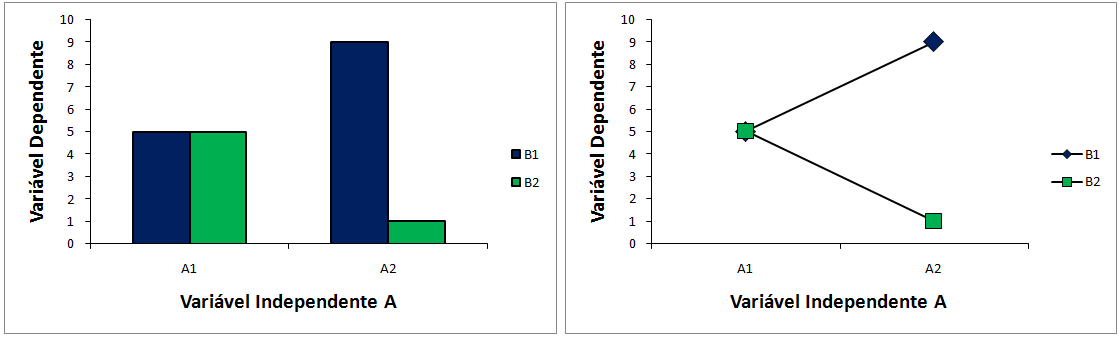 Variável Dependente
10
9
8
7
6
5
4
3
2
1
0
A1 A2
Variável Independente A
B1
B2
Variável Dependente
10
9
8
7
6
5
4
3
2
1
0
A1 A2
Variável Independente A
B1
B2